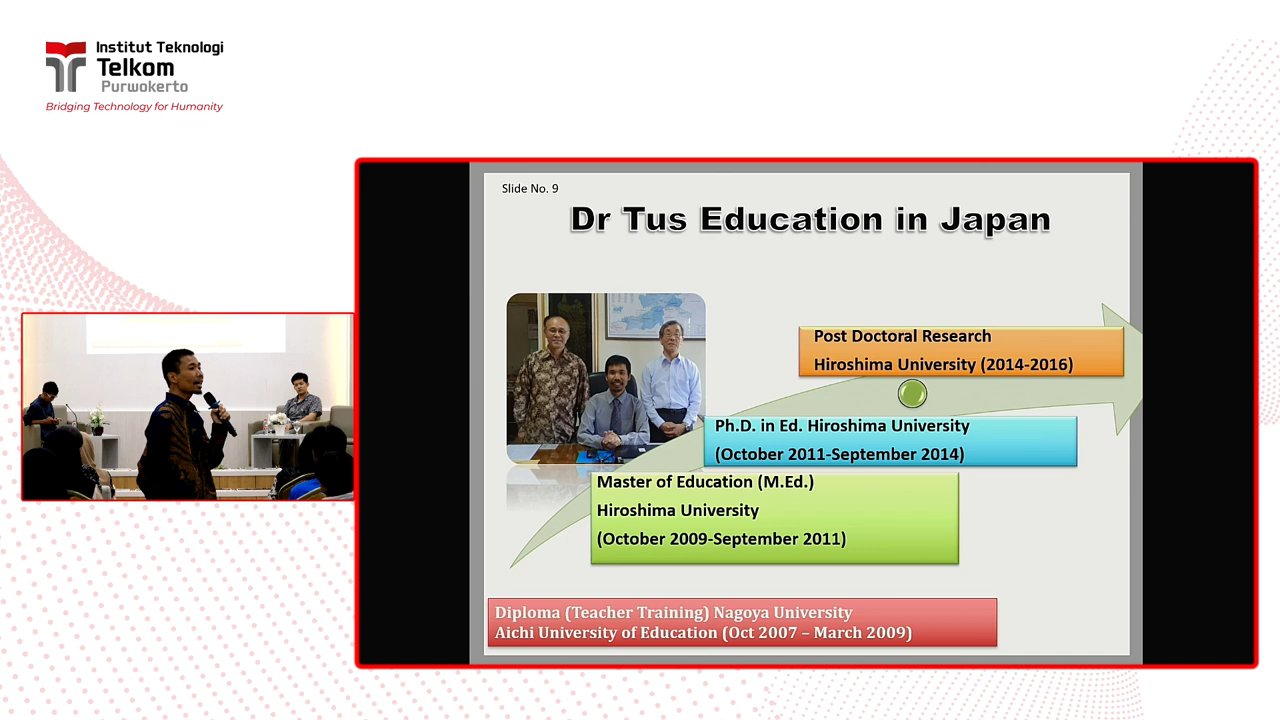 Institut Teknologi
Telkom
Purwokerto
Bridging Technology for Humanity
Slide No. 9
Dr Tus Education in Japan
Post Doctoral Research
Hiroshima University (2014-2016)
Ph.D. in Ed. Hiroshima University
(October 2011-September 2014)
Master of Education (M.Ed.)
Hiroshima University
(October 2009-September 2011)
Diploma (Teacher Training) Nagoya University
Aichi University of Education (Oct 2007 – March 2009)